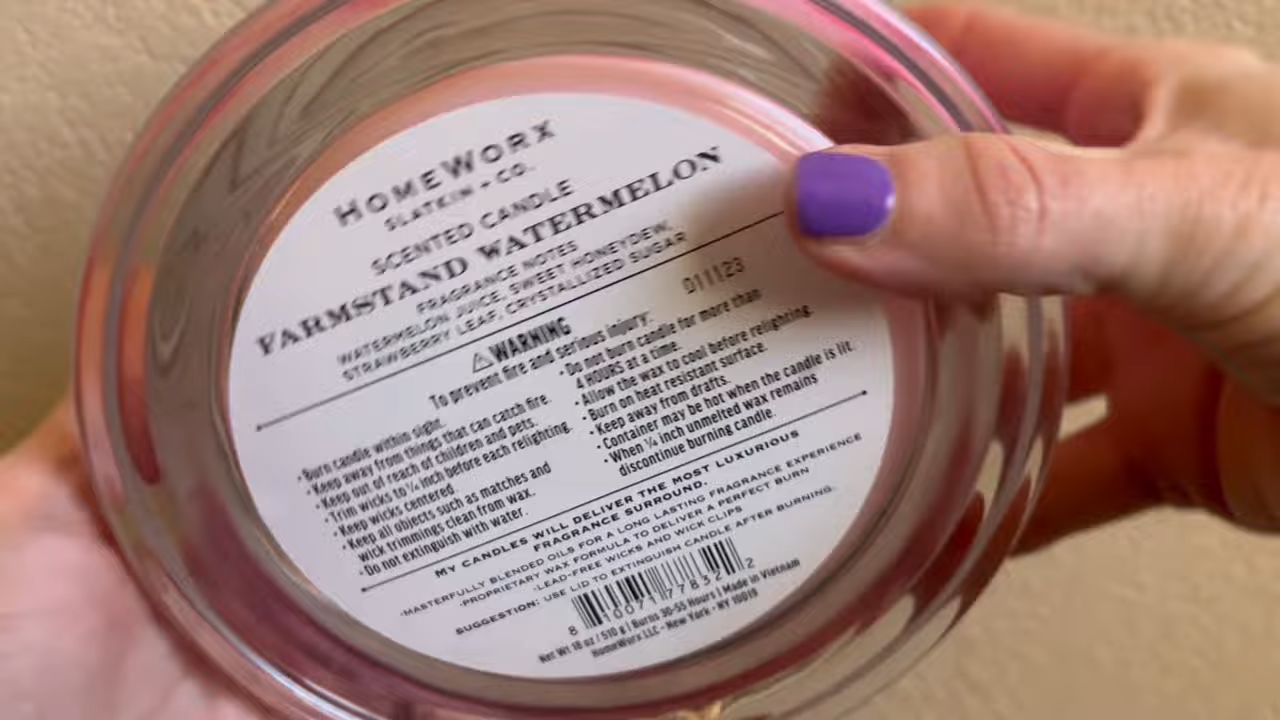 HOMEWORX
SLATKIN + CO.
SCENTED CANDLE
FARMSTAND WATERMELON
FRAGRANCE NOTES
WATERMELON JUICE, SWEET HONEYDEW,
STRAWBERRY LEAF, CRYSTALLIZED SUGAR
D11123
⚠WARNING
To prevent fire and serious injury:
• Burn candle within sight.
• Keep away from things that can catch fire.
• Keep out of reach of children and pets.
• Trim wicks to ¼ inch before each relighting.
• Keep wicks centered.
• Keep all objects such as matches and
wick trimmings clean from wax.
• Do not extinguish with water.
• Do not burn candle for more than
4 HOURS at a time.
• Allow the wax to cool before relighting.
• Burn on heat resistant surface.
• Keep away from drafts.
• Container may be hot when the candle is lit.
• When ¼ inch unmelted wax remains
discontinue burning candle.
MY CANDLES WILL DELIVER THE MOST LUXURIOUS
FRAGRANCE SURROUND.
•MASTERFULLY BLENDED OILS FOR A LONG LASTING FRAGRANCE EXPERIENCE
•PROPRIETARY WAX FORMULA TO DELIVER A PERFECT BURN
•LEAD-FREE WICKS AND WICK CLIPS
SUGGESTION: USE LID TO EXTINGUISH CANDLE AFTER BURNING.
8 10071 77832 2
Net Wt 18 oz / 510 g | Burns 30-55 Hours | Made in Vietnam
HomeWorx LLC • New York • NY 10019